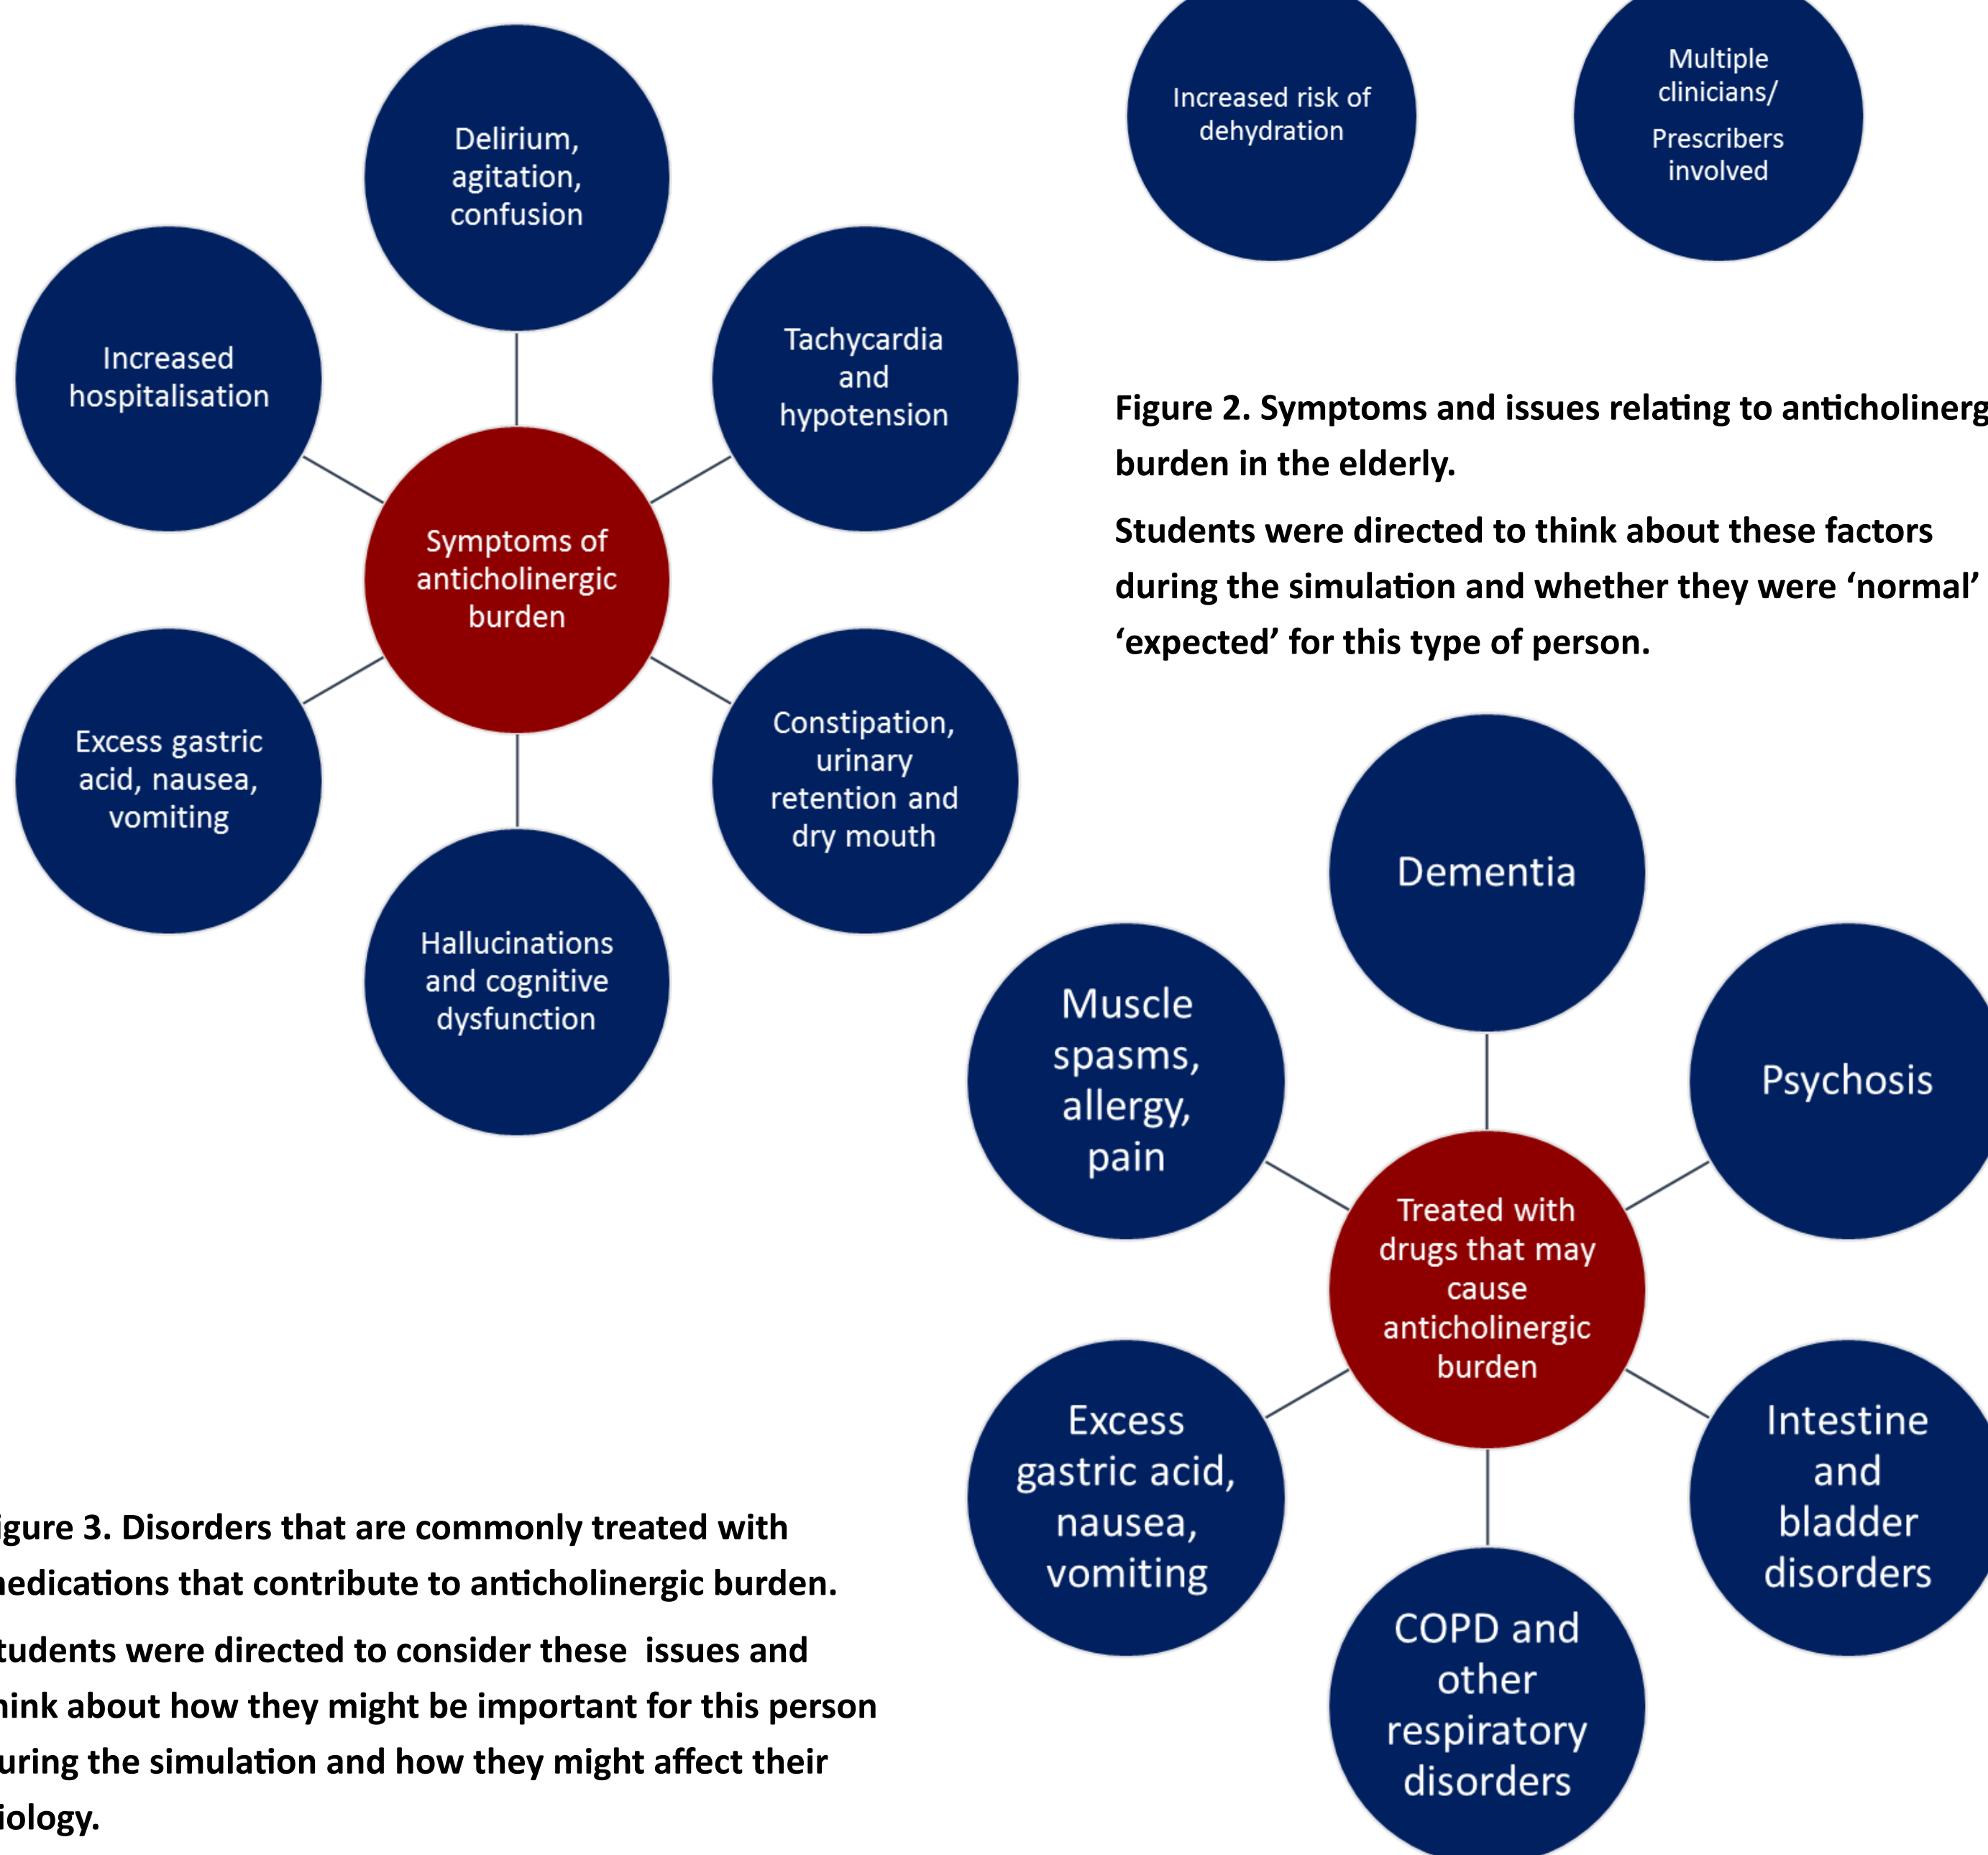 Delirium,
agitation,
confusion
Tachycardia
and
hypotension
Constipation,
urinary
retention and
dry mouth
Hallucinations
and cognitive
dysfunction
Excess gastric
acid, nausea,
vomiting
Increased
hospitalisation
Symptoms of
anticholinergic
burden
Increased risk of
dehydration
Multiple
clinicians/
Prescribers
involved
Figure 2. Symptoms and issues relating to anticholinerg
burden in the elderly.
Students were directed to think about these factors
during the simulation and whether they were ‘normal’
‘expected’ for this type of person.
Dementia
Psychosis
Intestine
and
bladder
disorders
COPD and
other
respiratory
disorders
Excess
gastric acid,
nausea,
vomiting
Muscle
spasms,
allergy,
pain
Treated with
drugs that may
cause
anticholinergic
burden
igure 3. Disorders that are commonly treated with
edications that contribute to anticholinergic burden.
tudents were directed to consider these  issues and
hink about how they might be important for this person
uring the simulation and how they might affect their
iology.